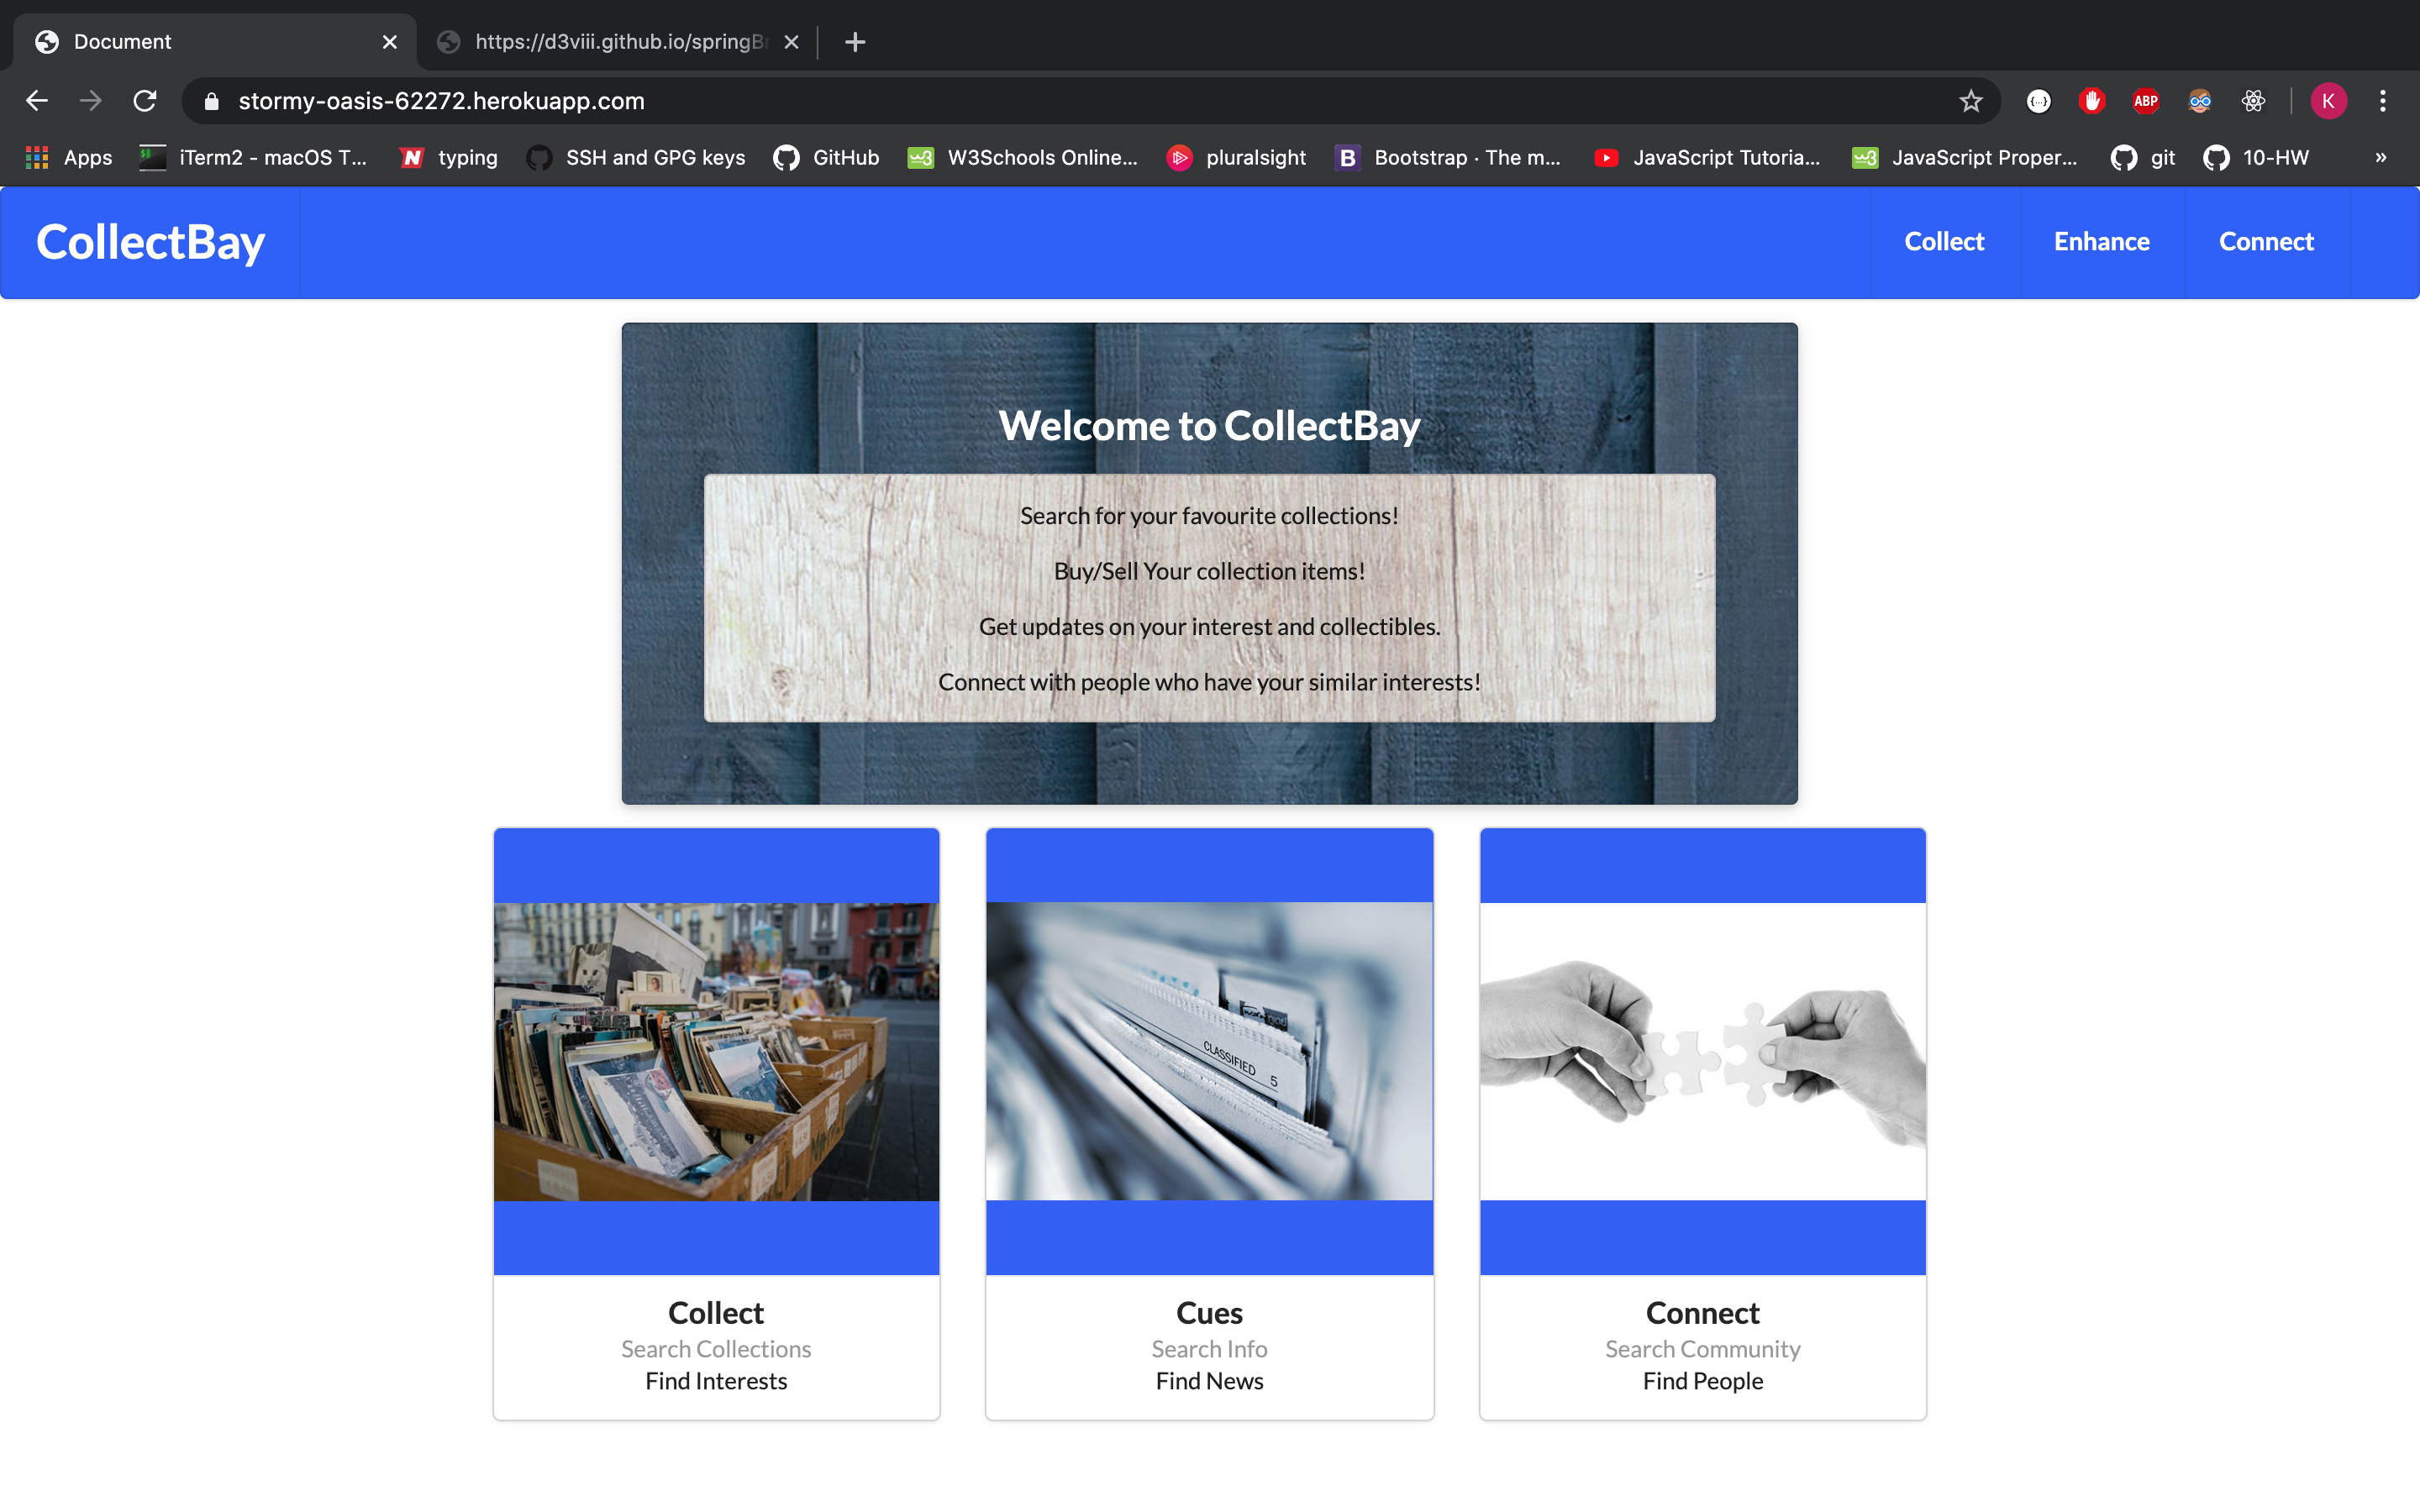 Document
https://d3viii.github.io/springBr
stormy-oasis-62272.herokuapp.com
ABP
K
Apps
iTerm2 - macOS T...
typing
SSH and GPG keys
GitHub
W3Schools Online...
pluralsight
B
Bootstrap · The m...
JavaScript Tutoria...
JavaScript Proper...
git
10-HW
»
CollectBay
Collect
Enhance
Connect
Welcome to CollectBay
Search for your favourite collections!
Buy/Sell Your collection items!
Get updates on your interest and collectibles.
Connect with people who have your similar interests!
CLASSIFIED 5
Collect
Search Collections
Find Interests
Cues
Search Info
Find News
Connect
Search Community
Find People